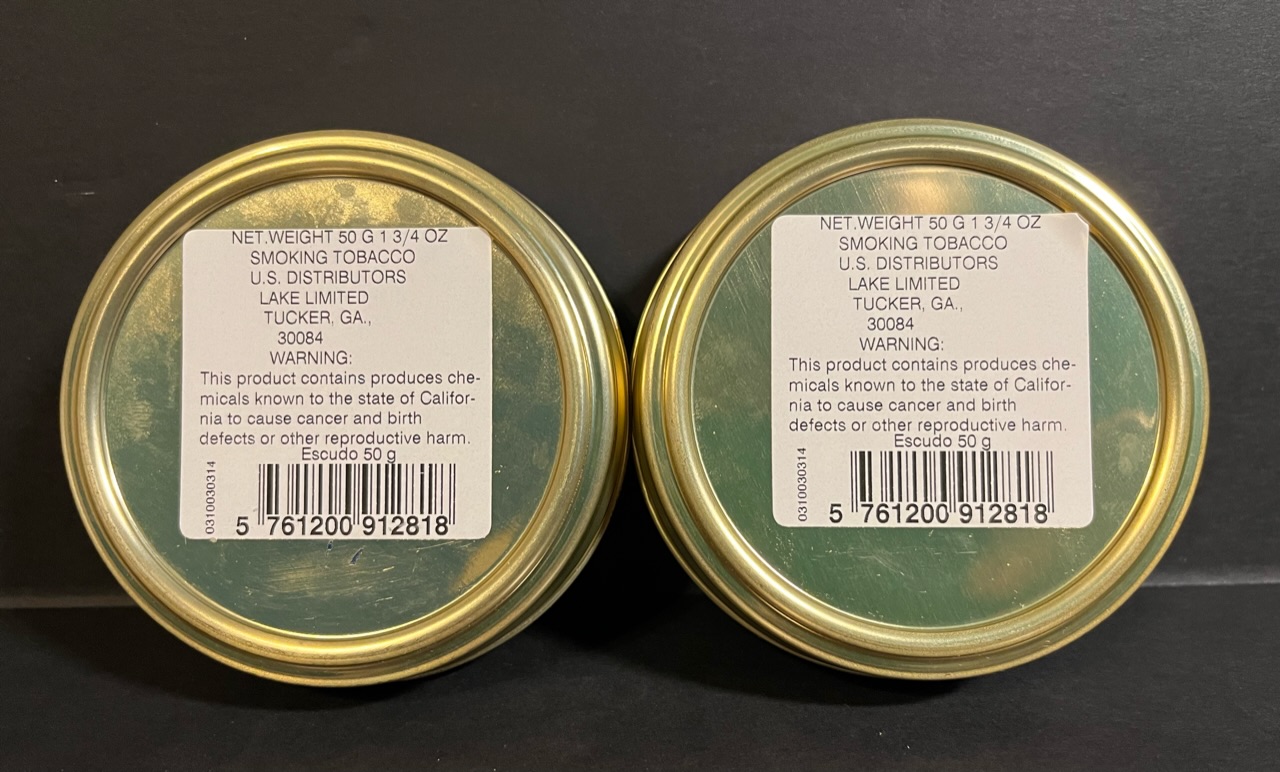 NET.WEIGHT 50 G 1 3/4 OZ
SMOKING TOBACCO
U.S. DISTRIBUTORS
LAKE LIMITED
TUCKER, GA.,
30084
WARNING:
This product contains produces che-
micals known to the state of Califor-
nia to cause cancer and birth
defects or other reproductive harm.
Escudo 50 g
0310030314
5 761200 912818
NET.WEIGHT 50 G 1 3/4 OZ
SMOKING TOBACCO
U.S. DISTRIBUTORS
LAKE LIMITED
TUCKER, GA.,
30084
WARNING:
This product contains produces che-
micals known to the state of Califor-
nia to cause cancer and birth
defects or other reproductive harm.
Escudo 50 g
0310030314
5 761200 912818